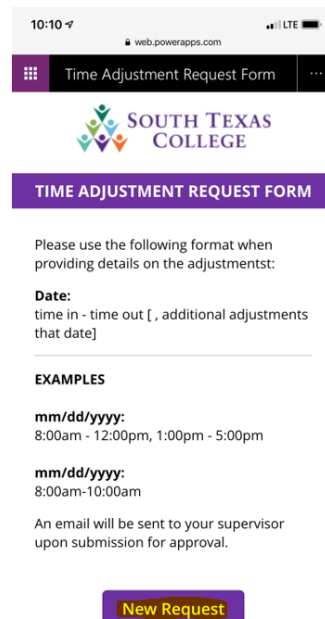 10:10
LTE
web.powerapps.com
Time Adjustment Request Form ...
SOUTH TEXAS
COLLEGE
TIME ADJUSTMENT REQUEST FORM
Please use the following format when
providing details on the adjustmentst:
Date:
time in - time out [ , additional adjustments
that date]
EXAMPLES
mm/dd/yyyy:
8:00am - 12:00pm, 1:00pm - 5:00pm
mm/dd/yyyy:
8:00am-10:00am
An email will be sent to your supervisor
upon submission for approval.
New Request